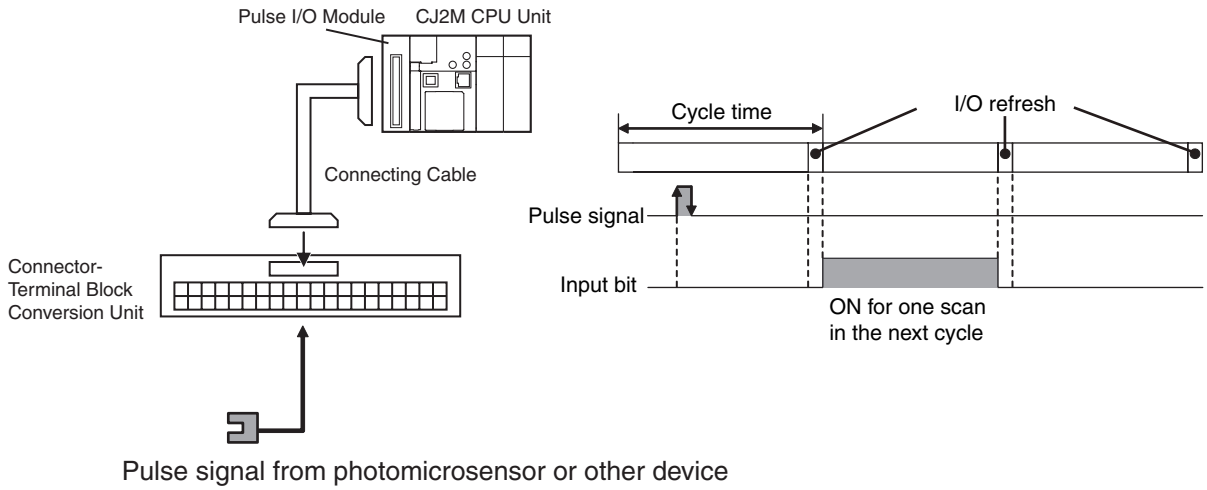 Pulse I/O Module
CJ2M CPU Unit
Connecting Cable
Connector-
Terminal Block
Conversion Unit
Pulse signal from photomicrosensor or other device
Cycle time
I/O refresh
Pulse signal
Input bit
ON for one scan
in the next cycle